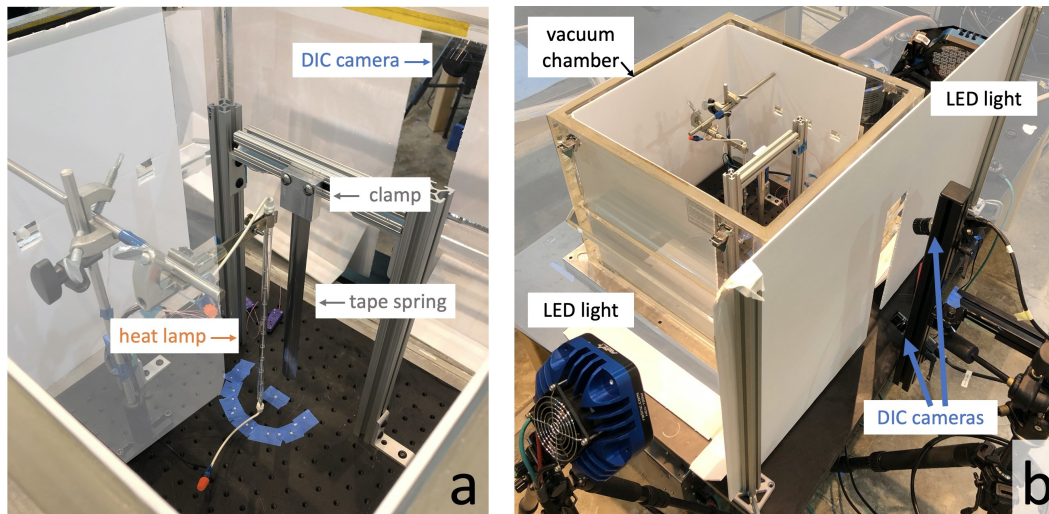 DIC camera
clamp
tape spring
heat lamp
a
vacuum
chamber
LED light
LED light
DIC cameras
b